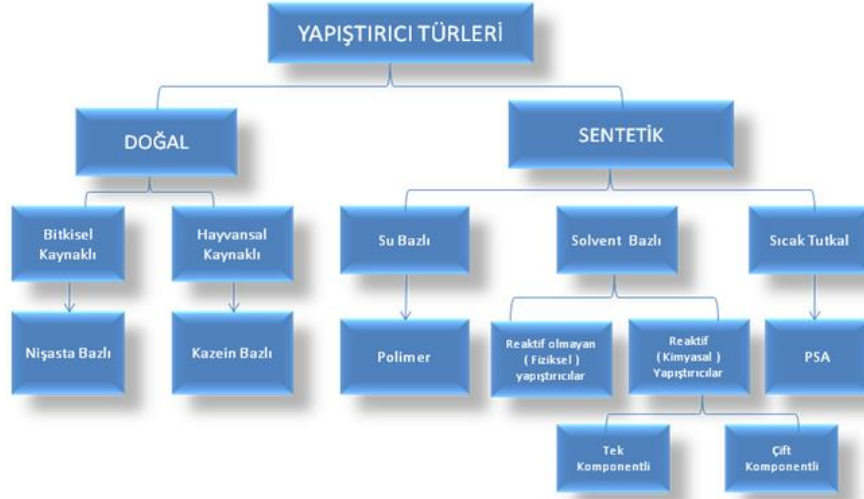 YAPIŞTIRICI TÜRLERİ
DOĞAL
SENTETİK
Bitkisel
Kaynaklı
Hayvansal
Kaynaklı
Su Bazlı
Solvent Bazlı
Sıcak Tutkal
Nişasta Bazlı
Kazein Bazlı
Polimer
Reaktif olmayan
( Fiziksel )
yapıştırıcılar
Reaktif
( Kimyasal )
Yapıştırıcılar
PSA
Tek
Komponentli
Çift
Komponentli